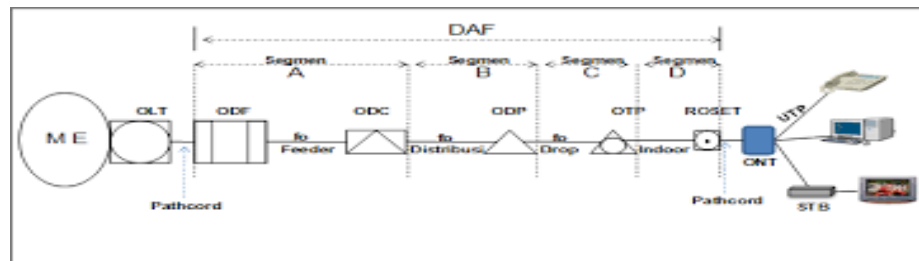 DAF
Segmen Segmen Segmen Segmen
A B C D
OLT ODF ODC ODP OTP ROSET
UTP
M E
fo fo fo
Feeder Distribusi Drop Indoor
ONT
Pathcord Pathcord STB